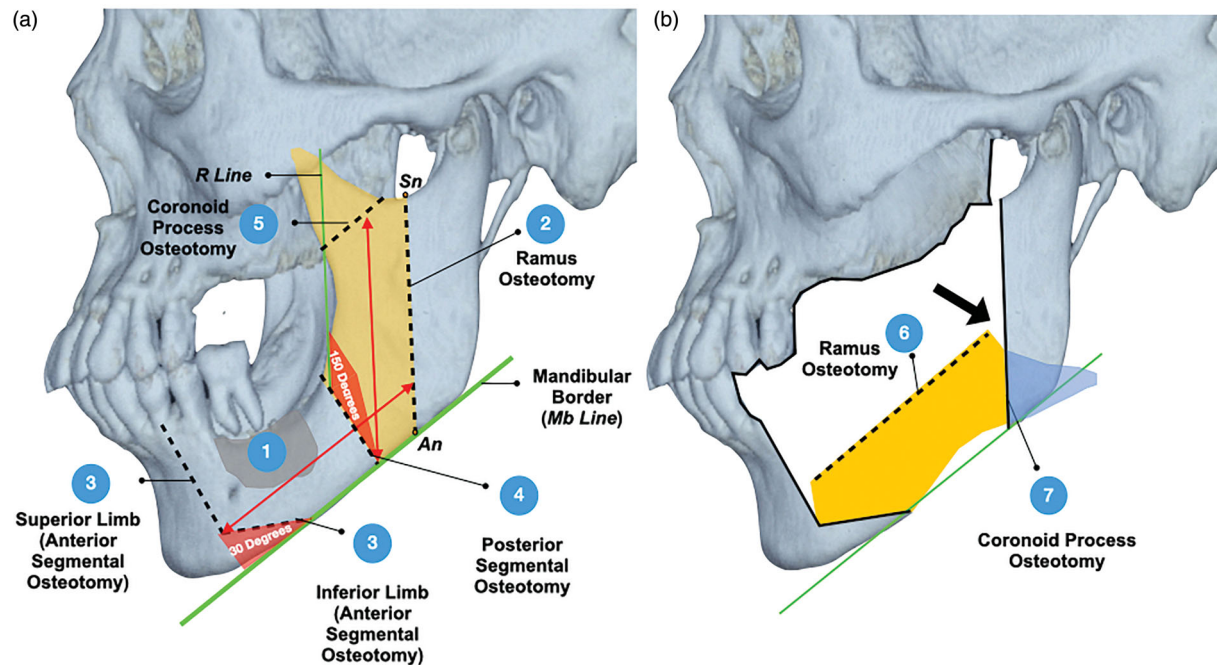 (a)
R Line
Sn
Coronoid
Process
Osteotomy
5
2
Ramus
Osteotomy
150 Degrees
Mandibular
Border
(Mb Line)
An
1
3
Superior Limb
(Anterior
Segmental
Osteotomy)
4
Posterior
Segmental
Osteotomy
30 Degrees
3
Inferior Limb
(Anterior
Segmental
Osteotomy)
(b)
6
Ramus
Osteotomy
7
Coronoid Process
Osteotomy